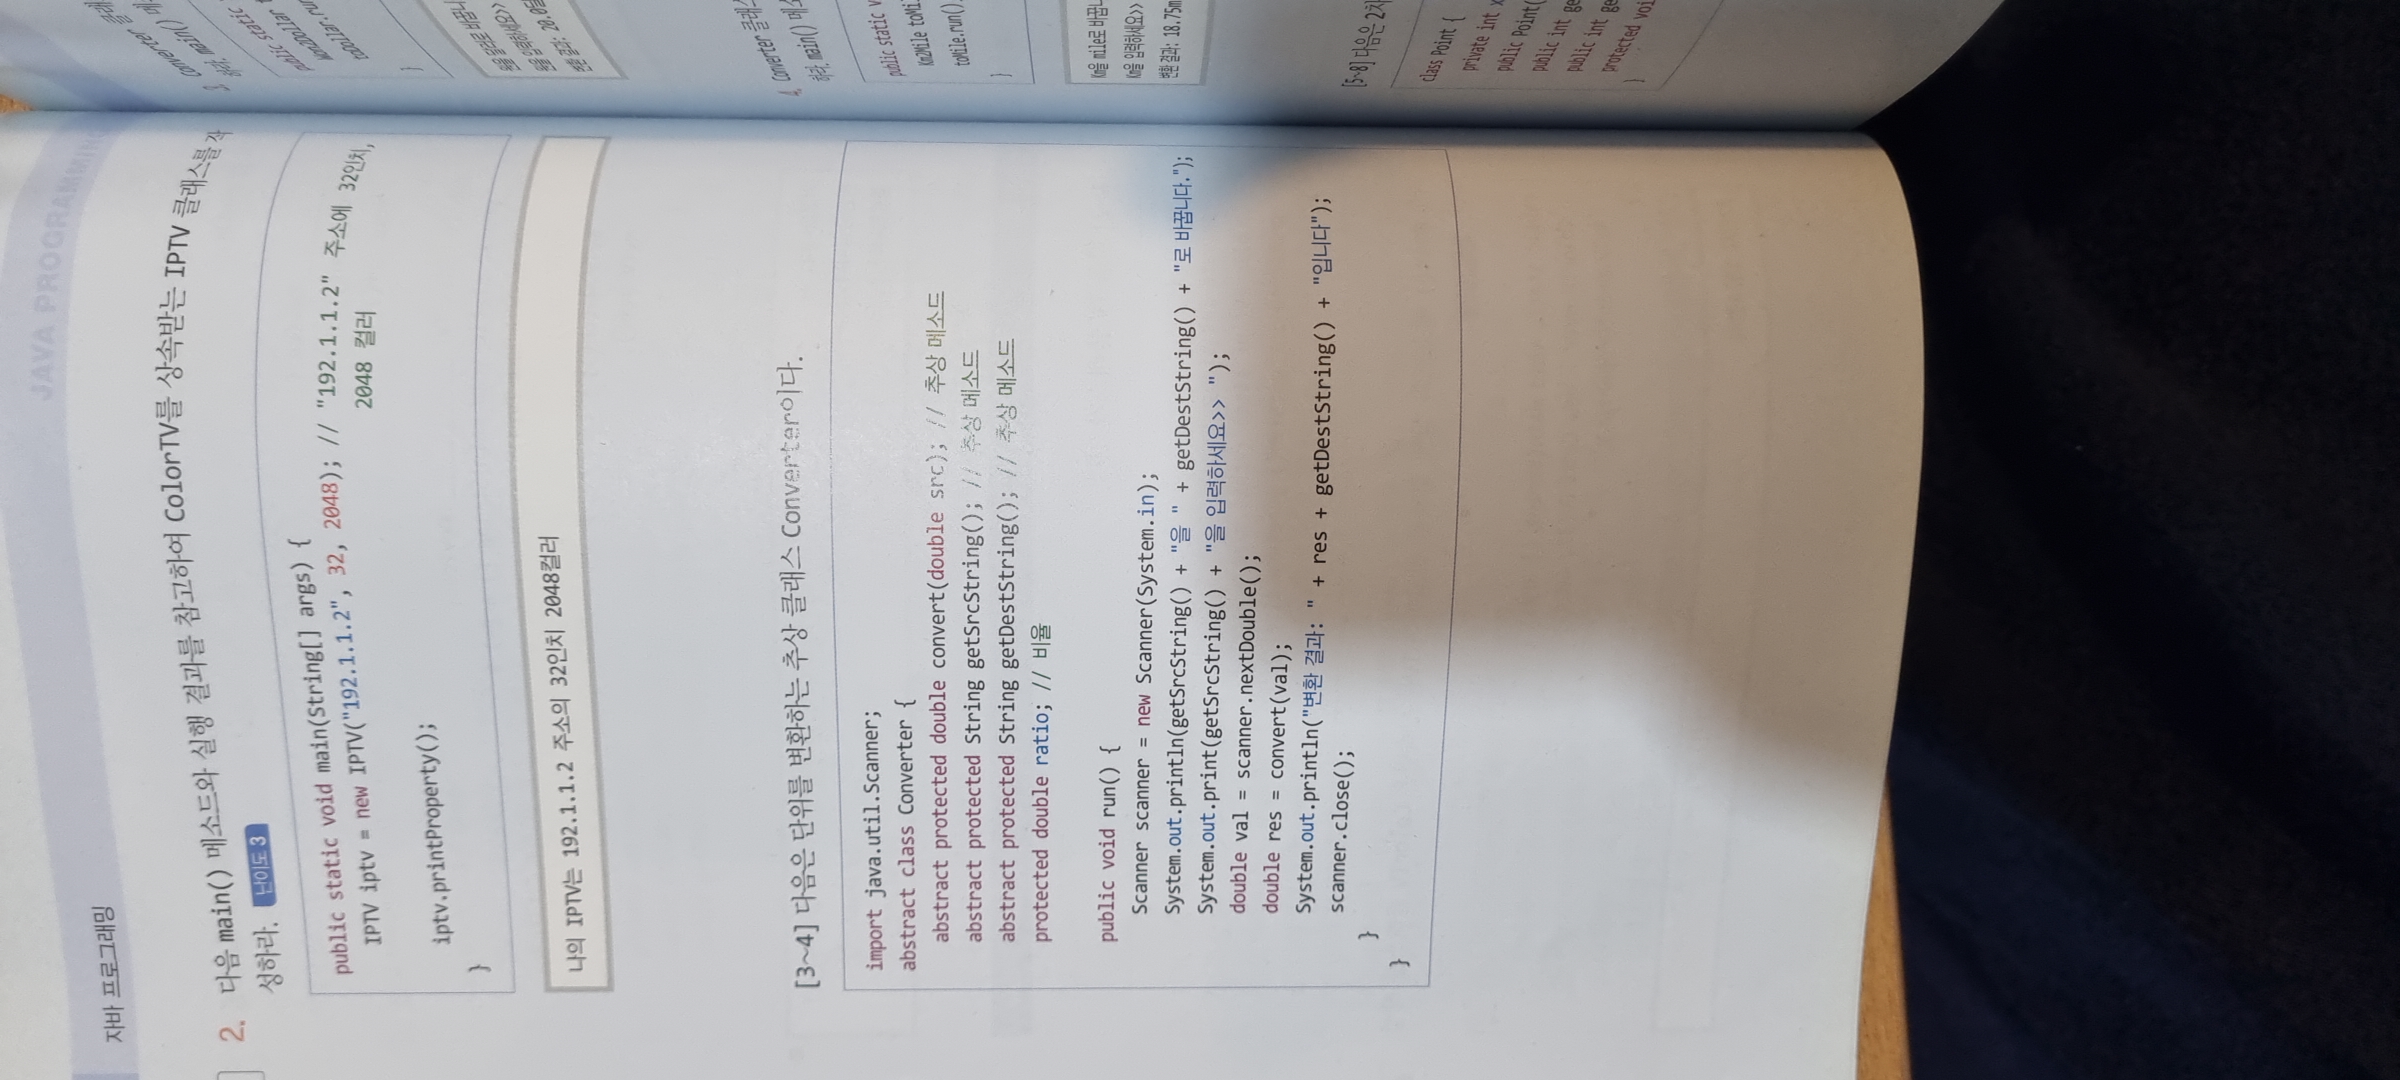 JAVA PROGRAMMING
자바 프로그래밍
2. 다음 main() 메소드와 실행 결과를 참고하여 ColorTV를 상속받는 IPTV 클래스를 작
성하라. 난이도 3
public static void main(String[] args) {
IPTV iptv = new IPTV("192.1.1.2", 32, 2048); // "192.1.1.2" 주소에 32인치,
2048 컬러
iptv.printProperty();
}
나의 IPTV는 192.1.1.2 주소의 32인치 2048컬러
[3~4] 다음은 단위를 변환하는 추상 클래스 Converter이다.
import java.util.Scanner;
abstract class Converter {
abstract protected double convert(double src); // 추상 메소드
abstract protected String getSrcString(); // 추상 메소드
abstract protected String getDestString(); // 추상 메소드
protected double ratio; // 비율
public void run() {
Scanner scanner = new Scanner(System.in);
System.out.println(getSrcString() + "을 " + getDestString() + "로 바꿉니다.");
System.out.print(getSrcString() + "을 입력하세요>> ");
double val = scanner.nextDouble();
double res = convert(val);
System.out.println("변환 결과: " + res + getDestString() + "입니다");
scanner.close();
}
}
3. Converter 클래
하라. main() 메
public static
Won2Dollar
toDollar.ru
}
원을 달러로 바꿉니
원을 입력하세요>>
변환 결과: 20.0달
4. Converter 클래스
하라. main() 메소
public static v
Km2Mile toMi
toMile.run()
}
Km을 mile로 바꿉니
Km을 입력하세요>>
변환 결과: 18.75m
[5~8] 다음은 2차
class Point {
private int x
public Point(
public int ge
public int ge
protected voi
}